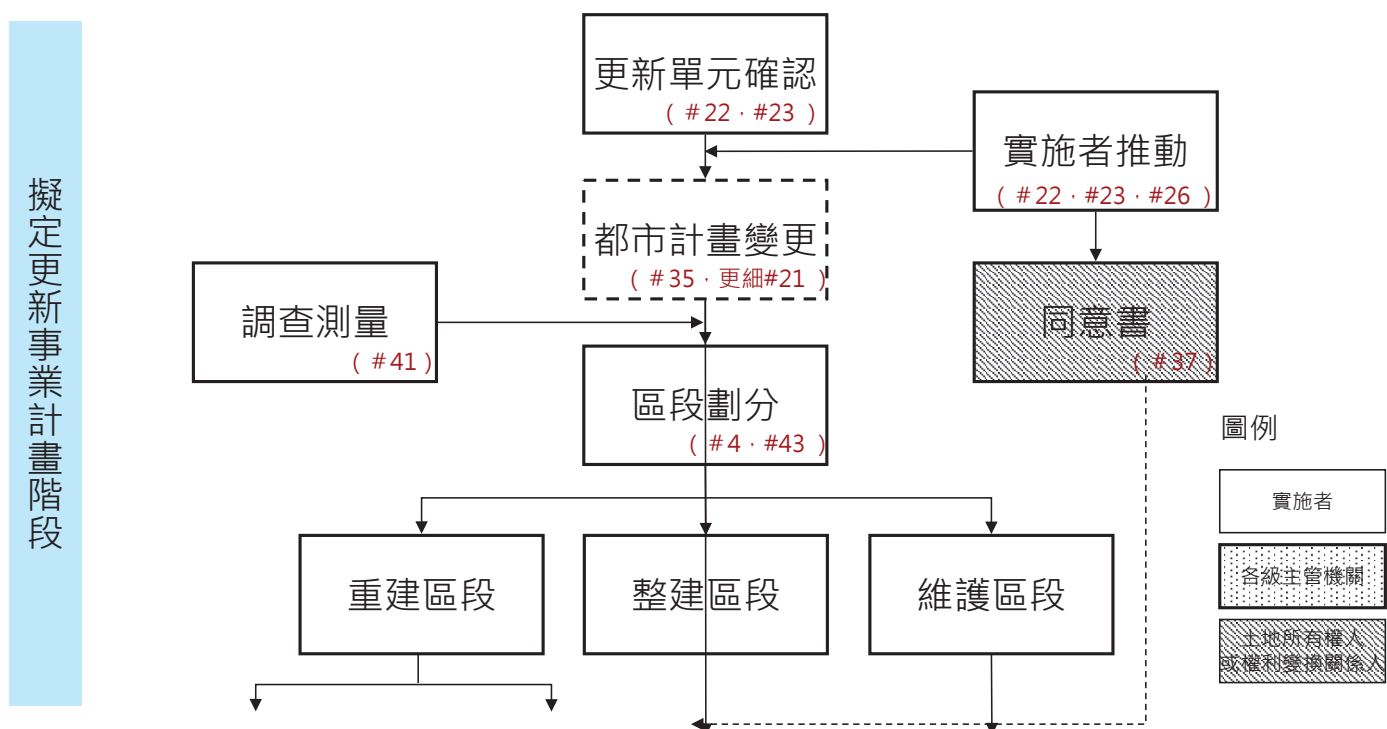 擬定更新事業計畫階段
更新單元確認
(#22、#23)
實施者推動
(#22、#23、#26)
都市計畫變更
(#35、更細#21)
調查測量
(#41)
同意書
(#37)
區段劃分
(#4、#43)
重建區段
整建區段
維護區段
圖例
實施者
各級主管機關
土地所有權人
或權利變換關係人